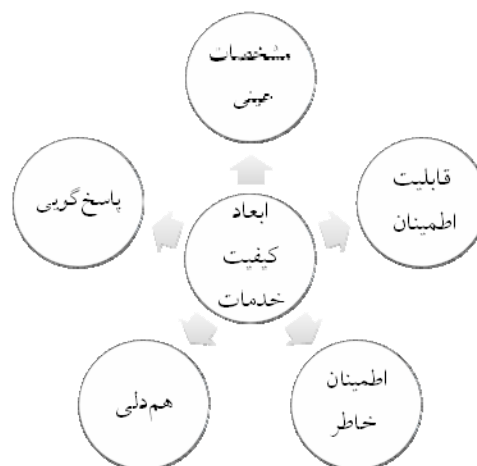 مشخصات
عینی
قابلیت
اطمینان
پاسخ‌گویی
ابعاد
کیفیت
خدمات
اطمینان
خاطر
هم‌دلی